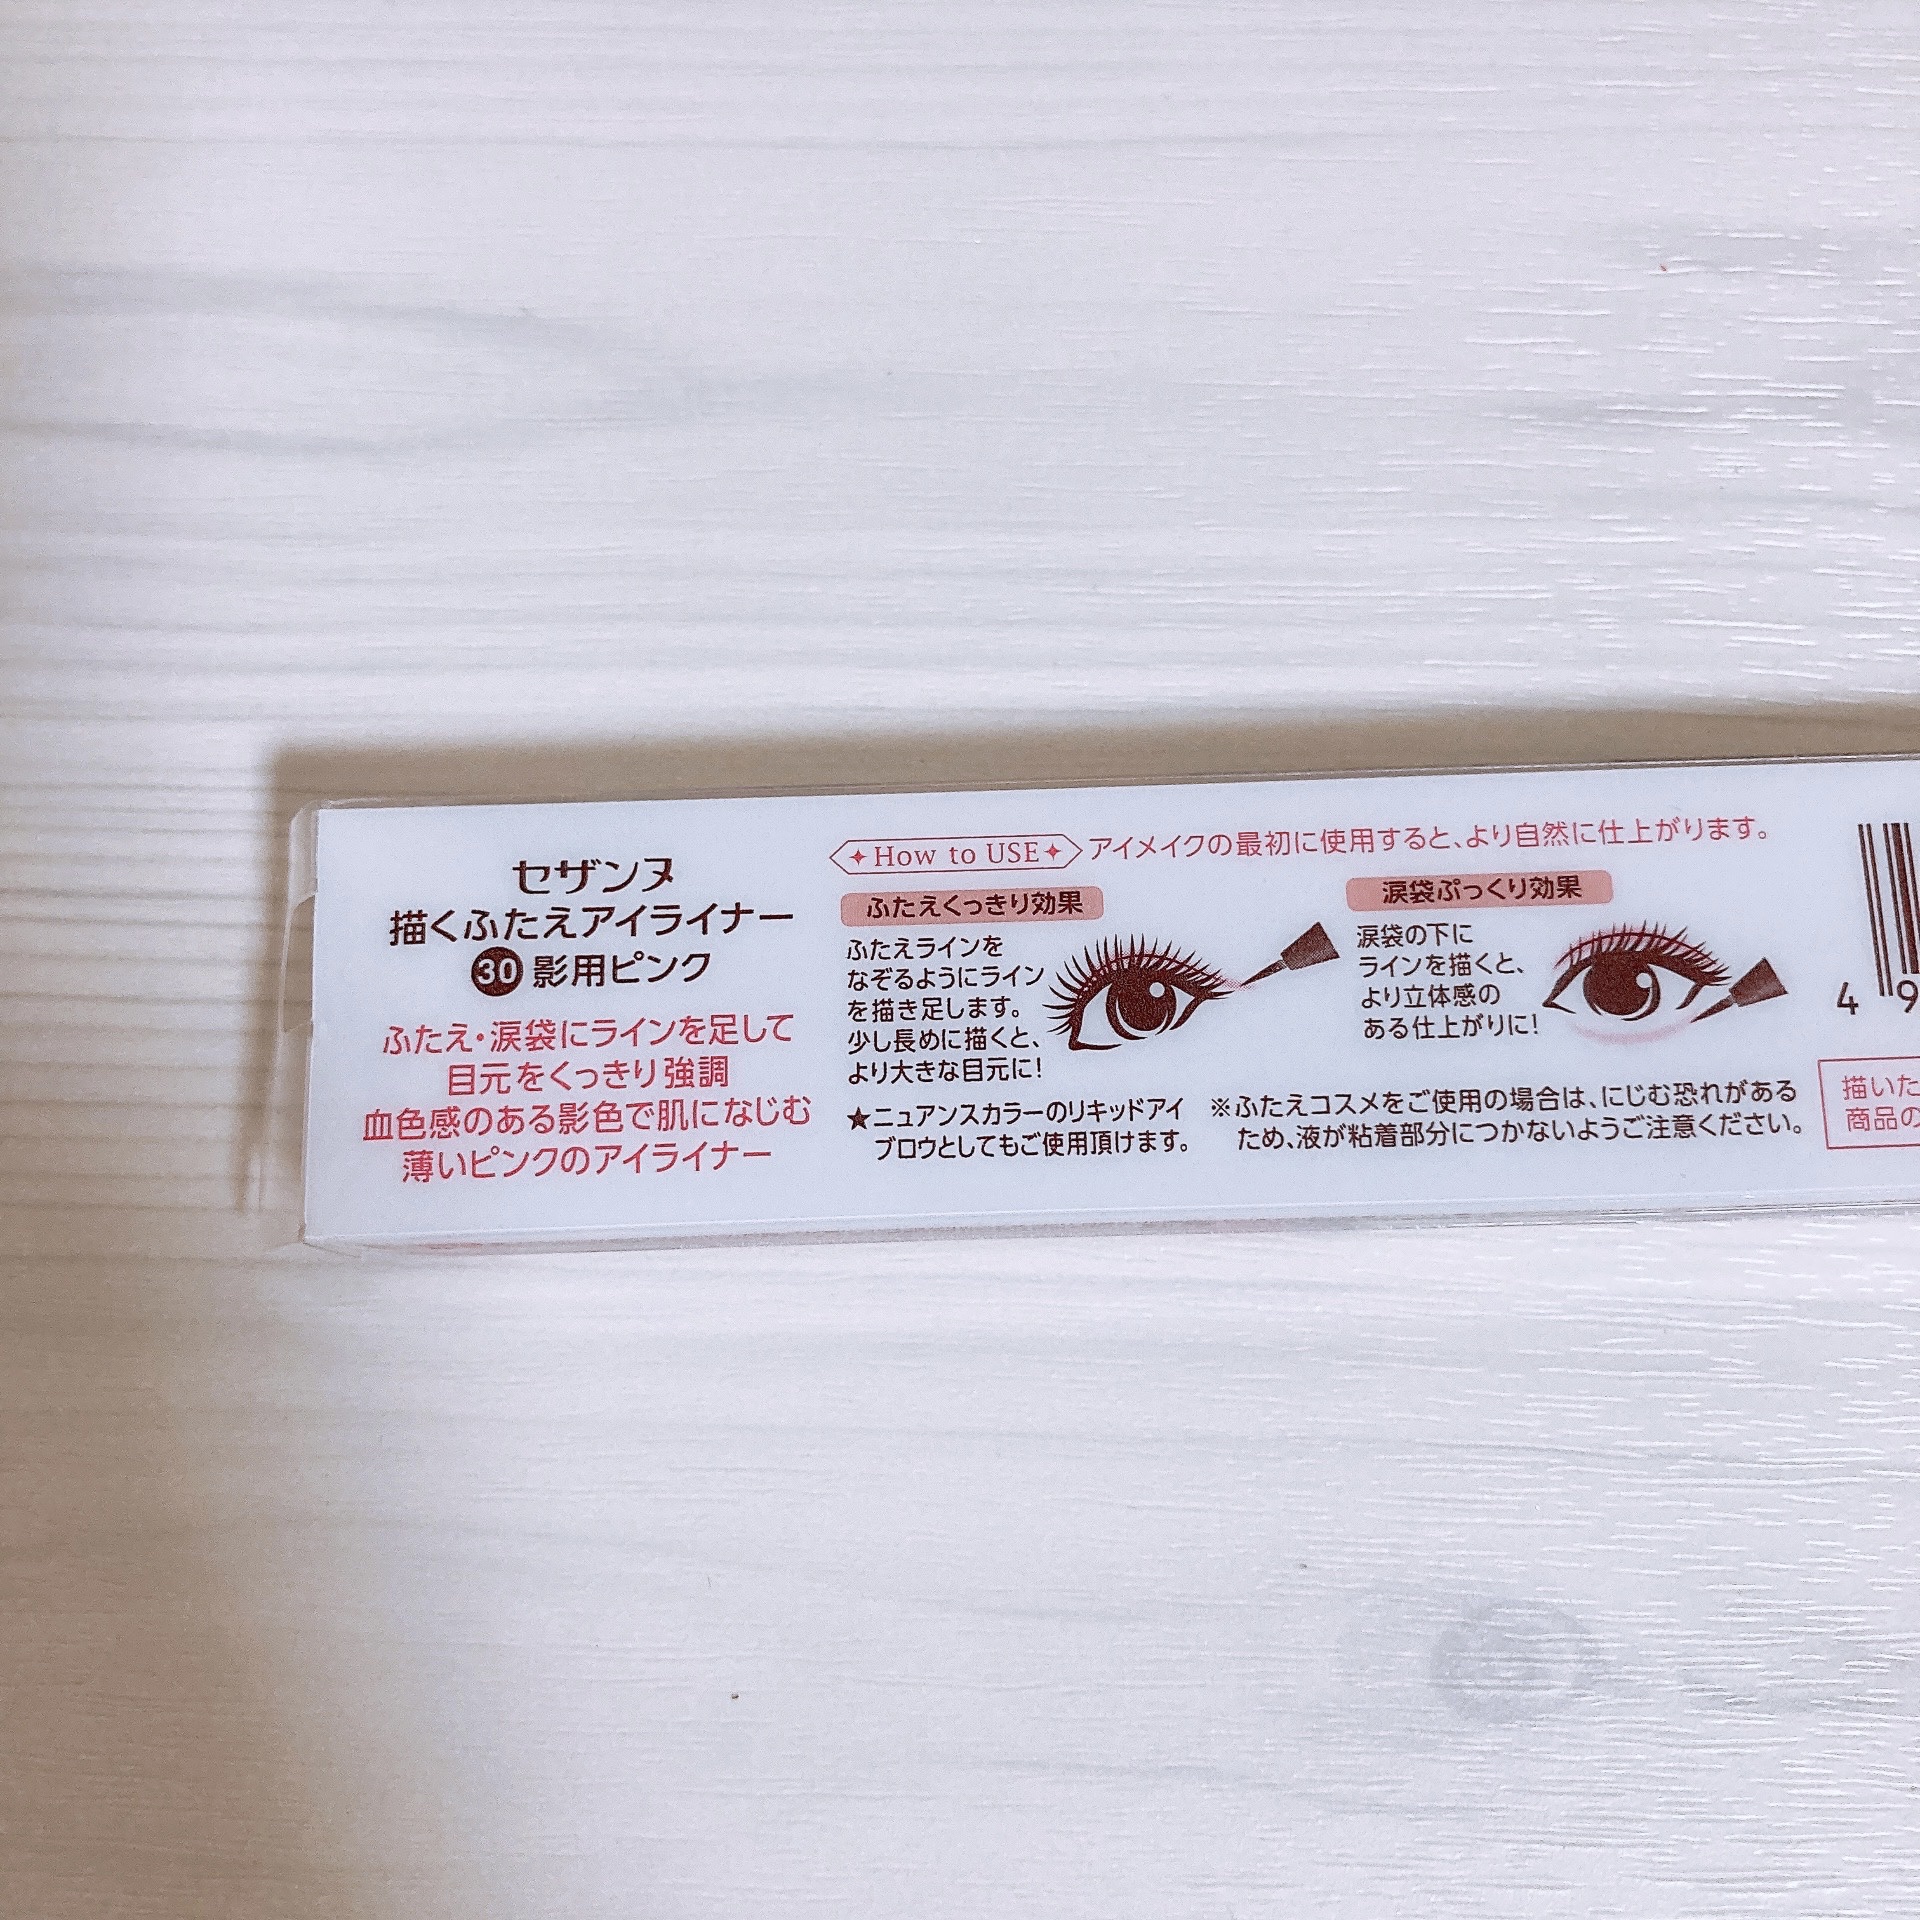 セザンヌ
描くふたえアイライナー
30 影用ピンク
ふたえ・涙袋にラインを足して
目元をくっきり強調
血色感のある影色で肌になじむ
薄いピンクのアイライナー
How to USE アイメイクの最初に使用すると、より自然に仕上がります。
ふたえくっきり効果
ふたえラインを
なぞるようにライン
を描き足します。
少し長めに描くと、
より大きな目元に!
涙袋ぷっくり効果
涙袋の下に
ラインを描くと、
より立体感の
ある仕上がりに!
★ニュアンスカラーのリキッドアイ
ブロウとしてもご使用頂けます。
※ふたえコスメをご使用の場合は、にじむ恐れがある
ため、液が粘着部分につかないようご注意ください。
4 9
描いた
商品の